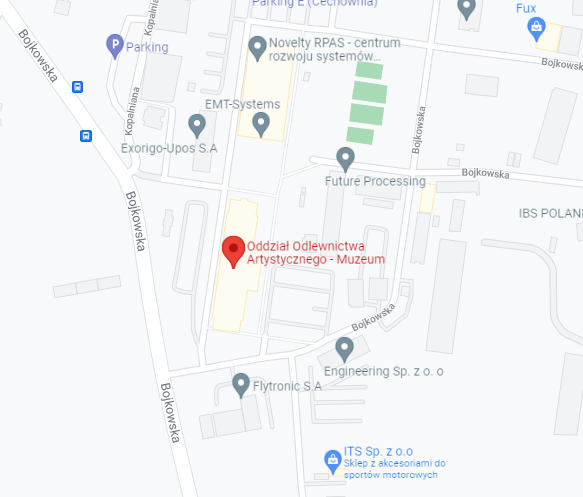 Parking E (Cechownia)
Fux
Kopalniana
Bojkowska
Parking
Novelty RPAS - centrum
rozwoju systemów...
Bojkowska
Kopalniana
EMT-Systems
Bojkowska
Exorigo-Upos S.A
Future Processing
Bojkowska
Bojkowska
IBS POLAN
Oddział Odlewnictwa
Artystycznego - Muzeum
Bojkowska
Engineering Sp. z o. o
Flytronic S.A
Bojkowska
ITS Sp. z o.o
Sklep z akcesoriami do
sportów motorowych